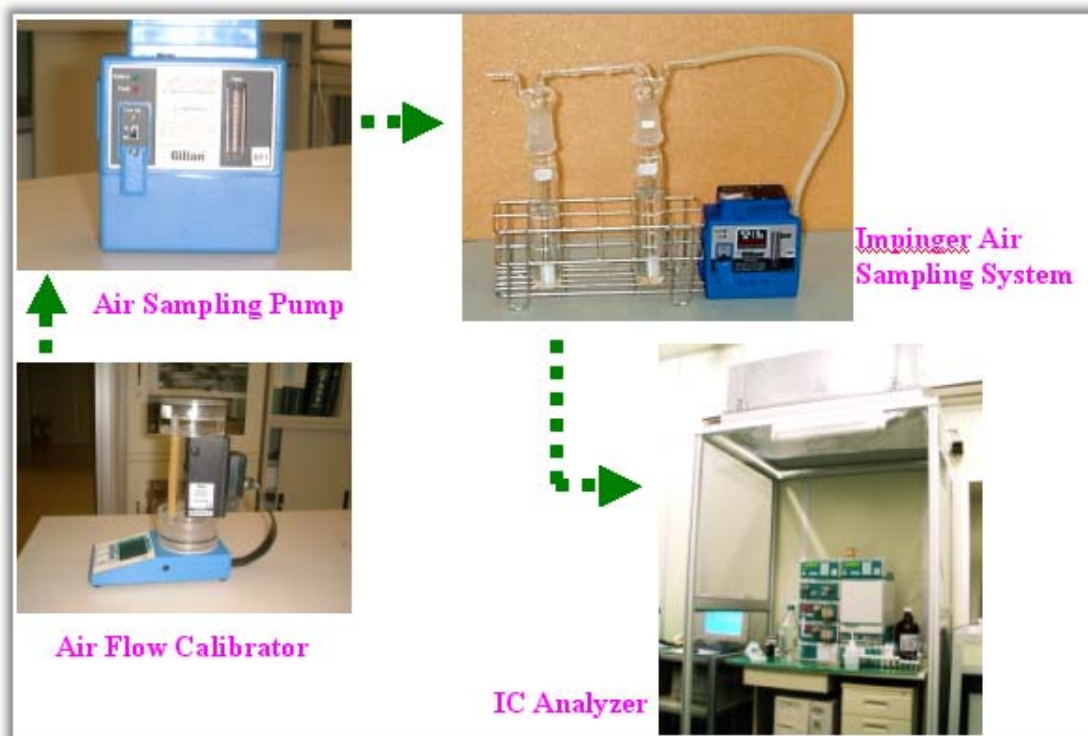 Gilian
Air Sampling Pump
Impinger Air
Sampling System
Air Flow Calibrator
IC Analyzer